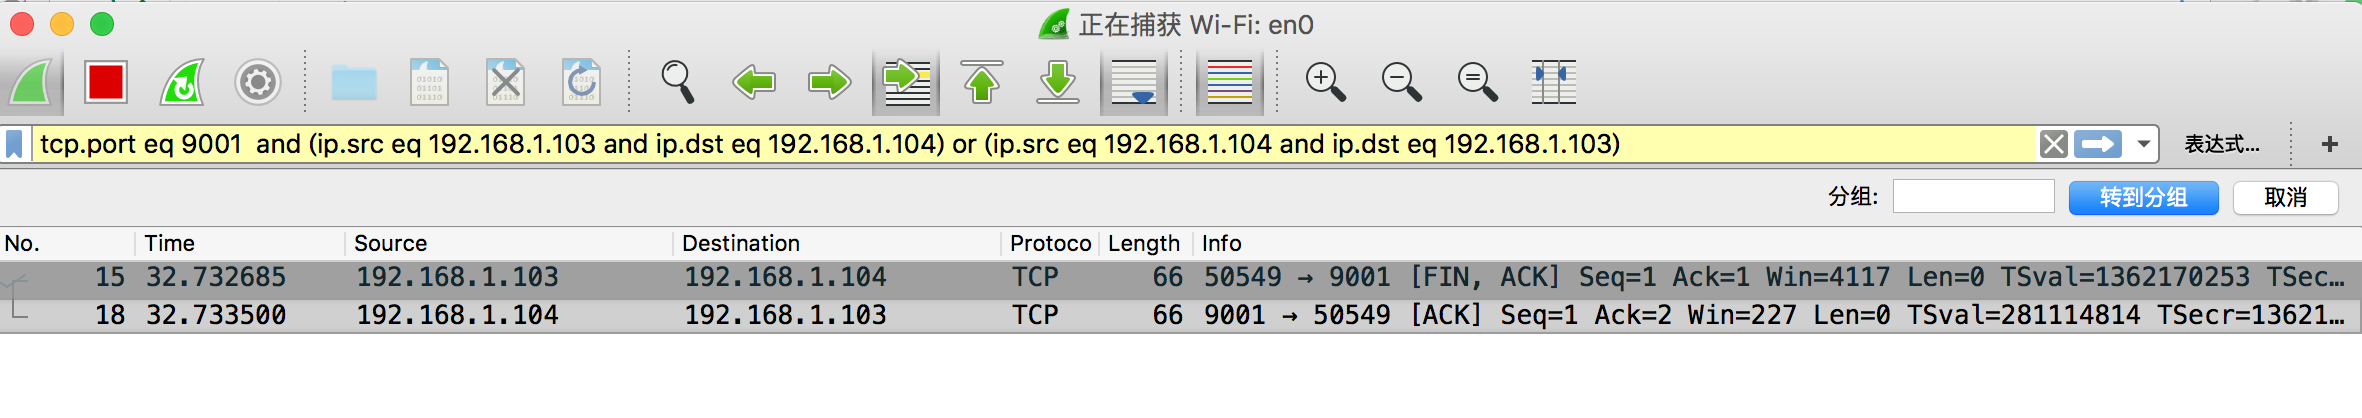 正在捕获 Wi-Fi: en0
tcp.port eq 9001  and (ip.src eq 192.168.1.103 and ip.dst eq 192.168.1.104) or (ip.src eq 192.168.1.104 and ip.dst eq 192.168.1.103)
表达式...
+
分组:
转到分组
取消
No. Time Source Destination Protoco Length Info
15 32.732685 192.168.1.103 192.168.1.104 TCP 66 50549 → 9001 [FIN, ACK] Seq=1 Ack=1 Win=4117 Len=0 TSval=1362170253 TSec…
18 32.733500 192.168.1.104 192.168.1.103 TCP 66 9001 → 50549 [ACK] Seq=1 Ack=2 Win=227 Len=0 TSval=281114814 TSecr=13621…